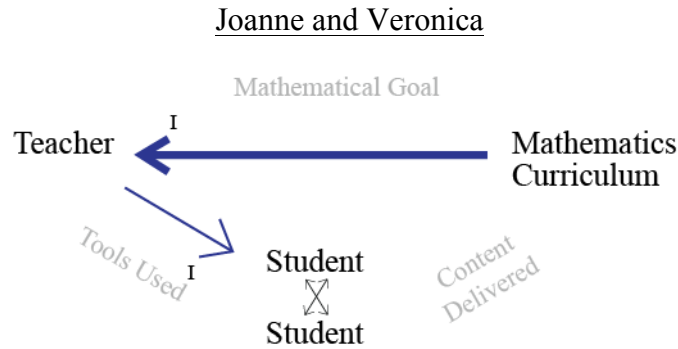 Joanne and Veronica
Mathematical Goal
I
Teacher
Mathematics
Curriculum
Tools Used
I
Student
Content
Delivered
Student